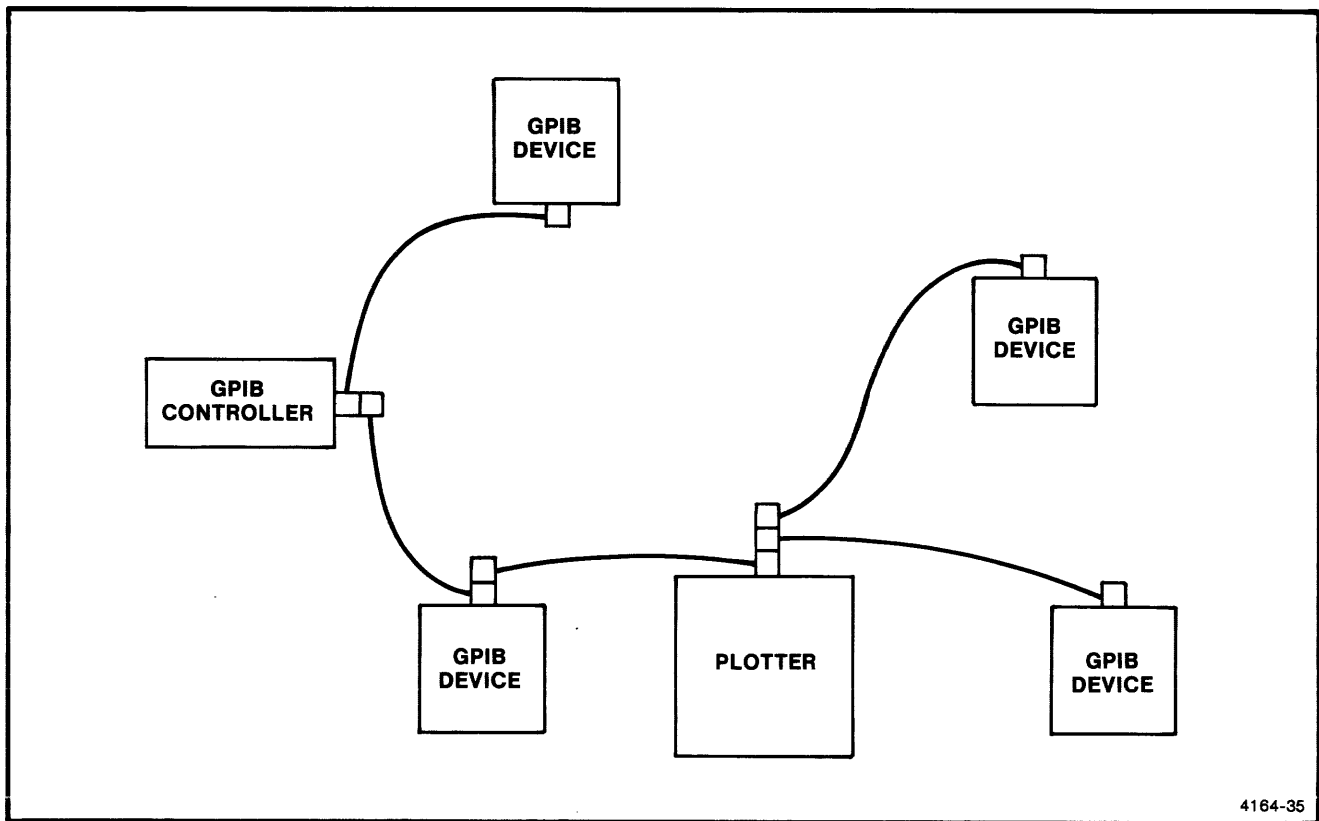 GPIB
DEVICE
GPIB
DEVICE
GPIB
CONTROLLER
GPIB
DEVICE
PLOTTER
GPIB
DEVICE
4164-35